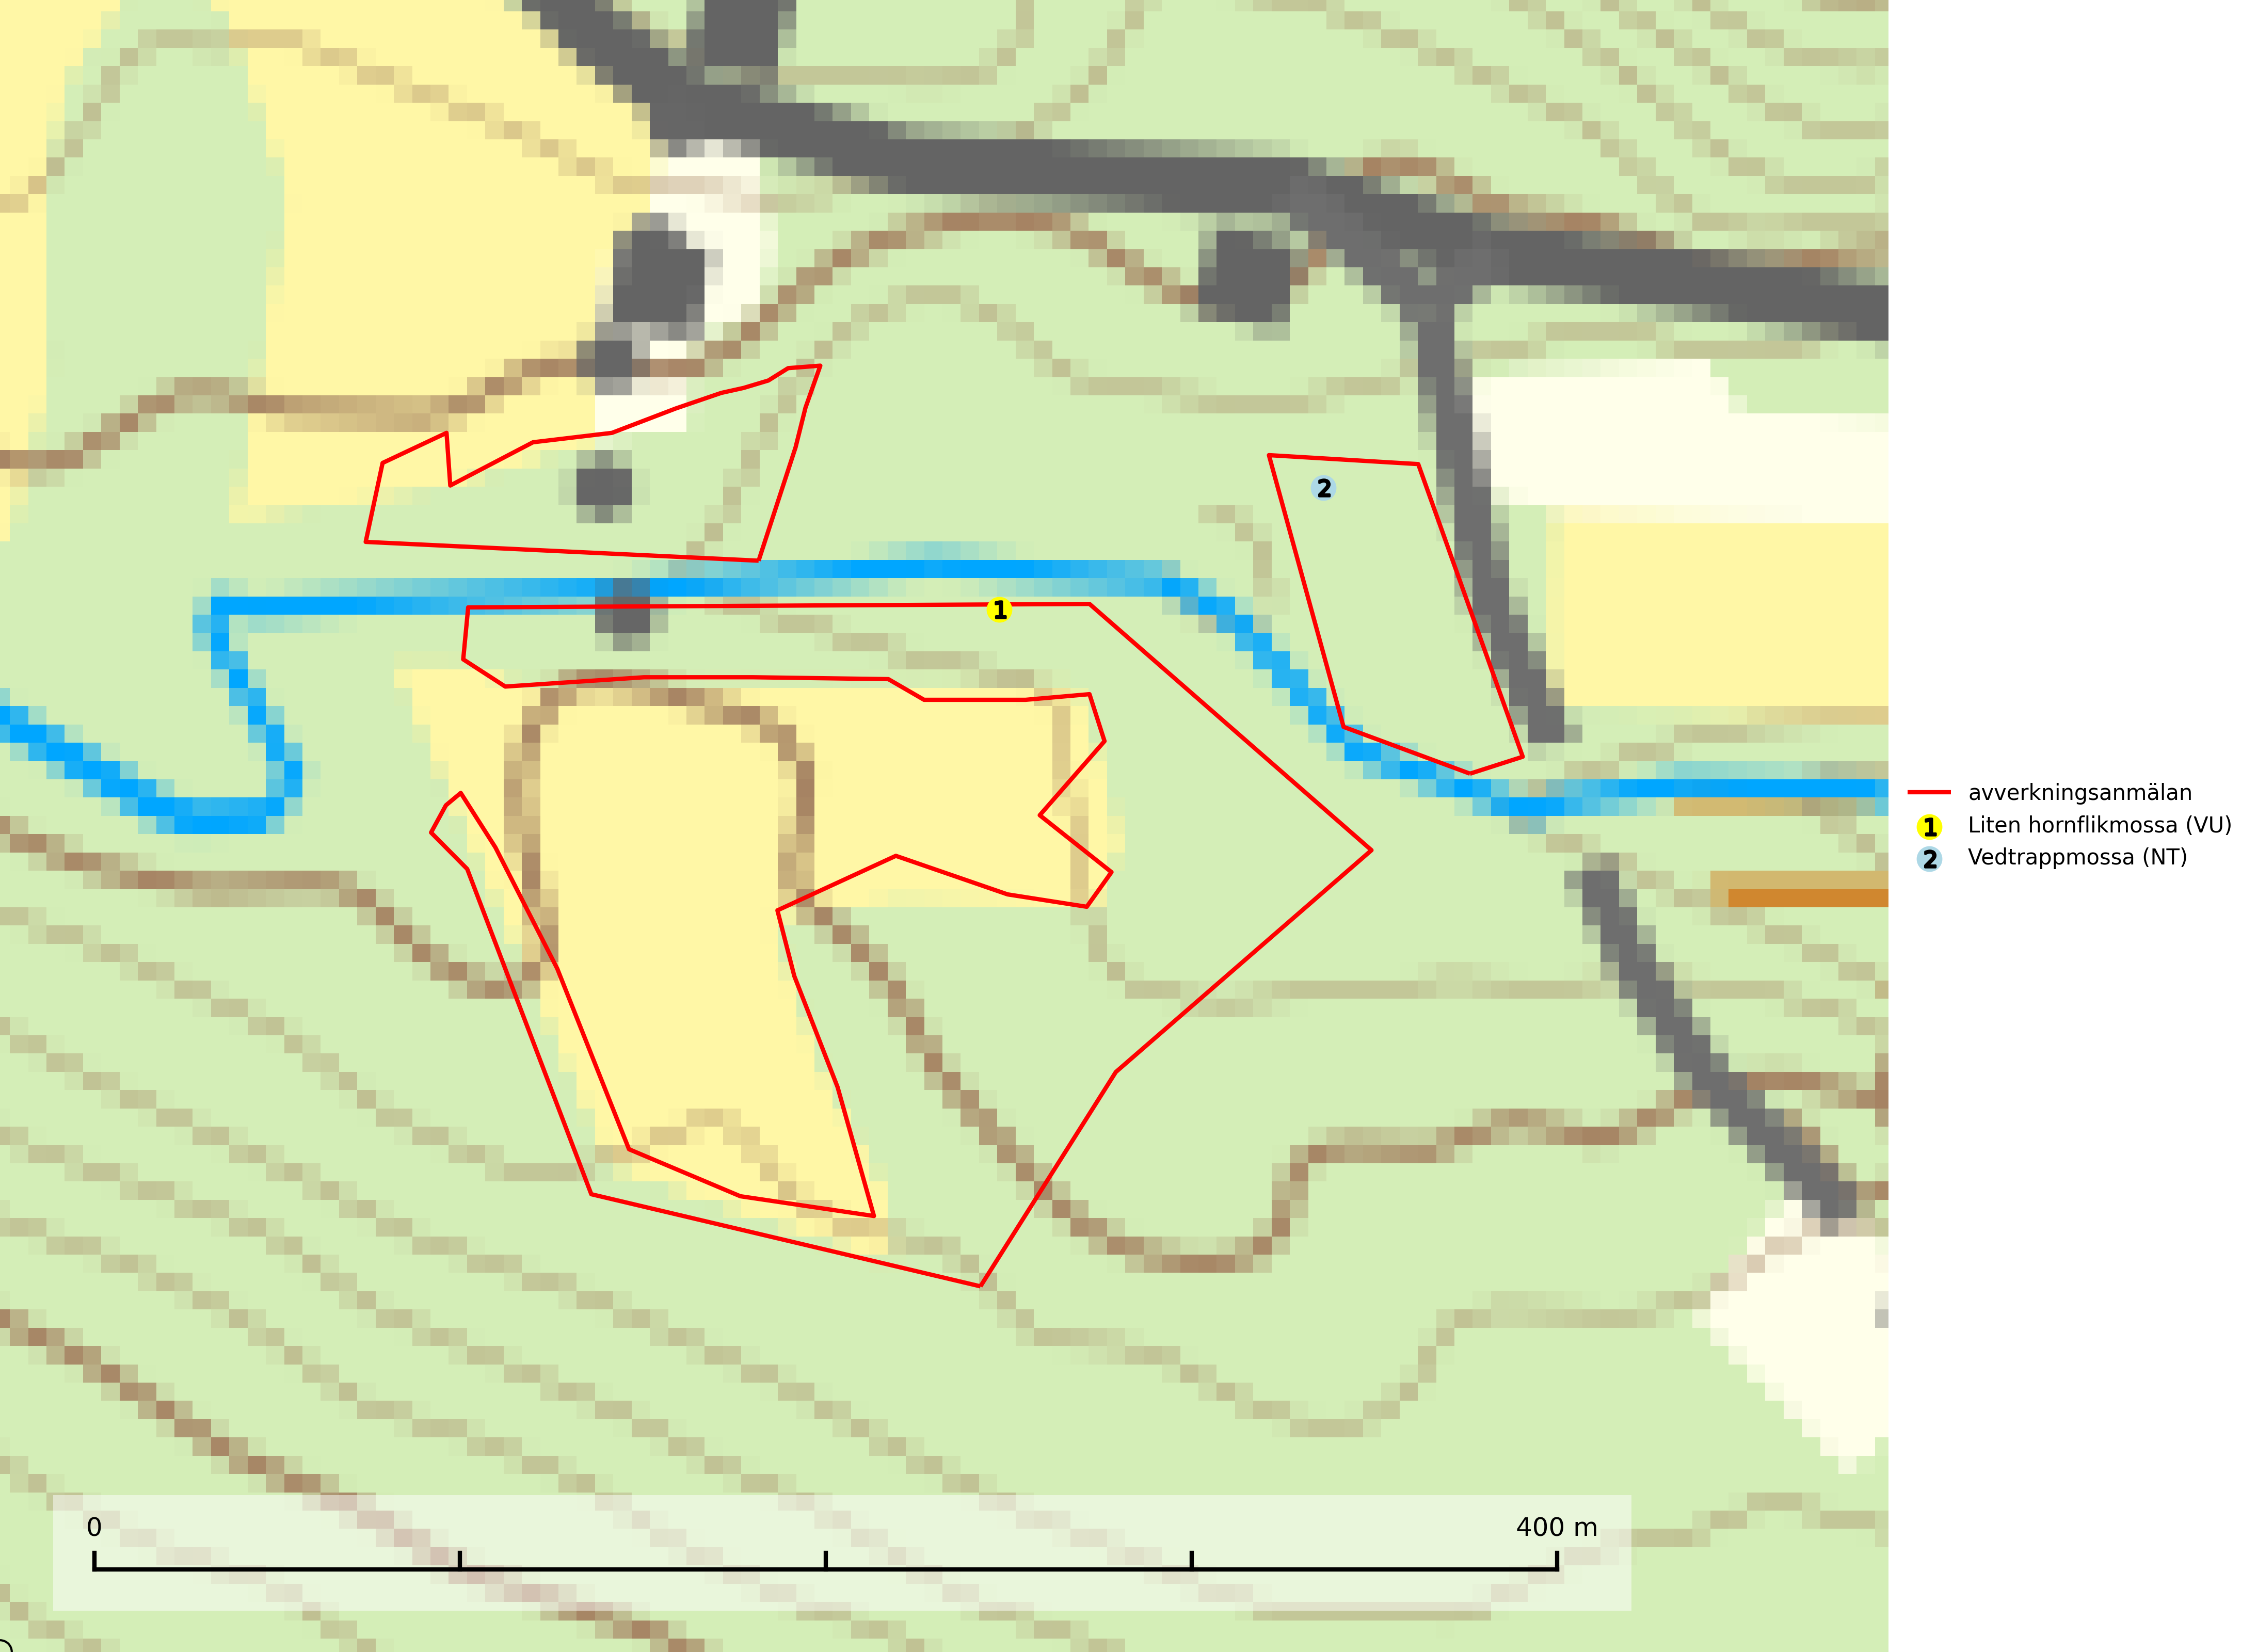 2
1
avverkningsanmälan
1 Liten hornflikmossa (VU)
2 Vedtrappmossa (NT)
0 400 m